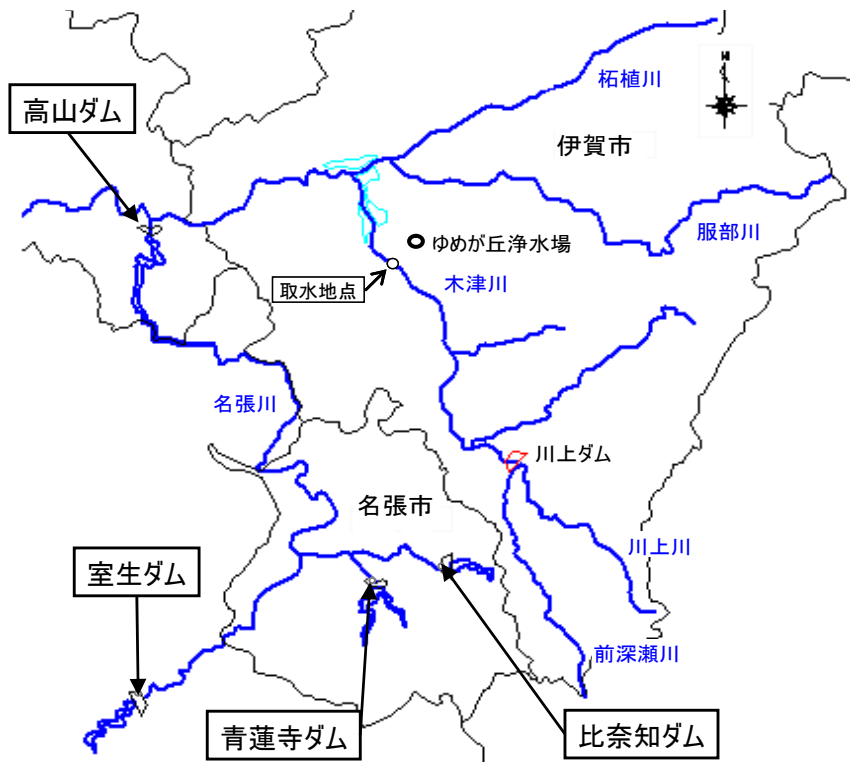 N
柘植川
高山ダム
伊賀市
服部川
ゆめが丘浄水場
取水地点
木津川
名張川
川上ダム
名張市
川上川
室生ダム
前深瀬川
青蓮寺ダム
比奈知ダム